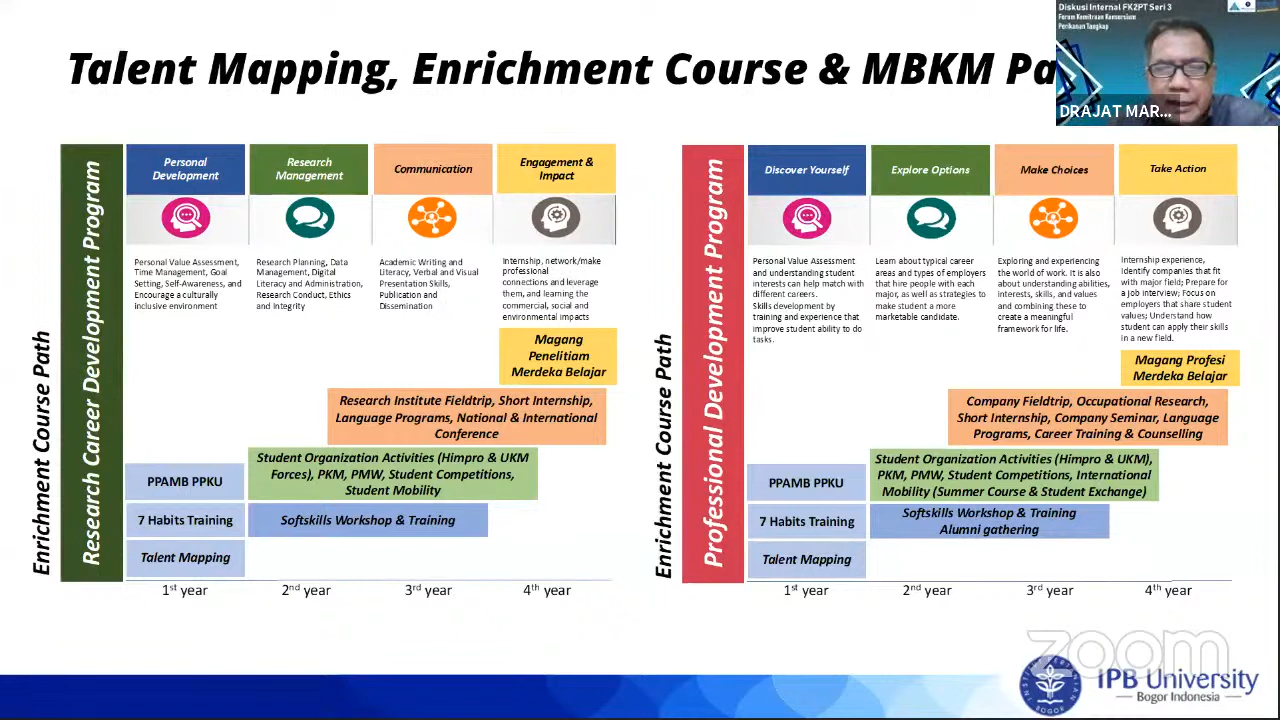 Talent Mapping, Enrichment Course & MBKM Pa
Diskusi Internal FK2PT Seri 3
Forum Kemitraan Konsorsium
Perikanan Tangkap
DRAJAT MAR...
Enrichment Course Path
Research Career Development Program
Personal
Development
Research
Management
Communication
Engagement &
Impact
Personal Value Assessment,
Time Management, Goal
Setting, Self-Awareness, and
Encourage a culturally
inclusive environment
Research Planning, Data
Management, Digital
Literacy and Administration,
Research Conduct, Ethics
and Integrity
Academic Writing and
Literacy, Verbal and Visual
Presentation Skills,
Publication and
Dissemination
Internship, network/make
professional
connections and leverage
them, and learning the
commercial, social and
environmental impacts
Magang
Penelitiam
Merdeka Belajar
Research Institute Fieldtrip, Short Internship,
Language Programs, National & International
Conference
Student Organization Activities (Himpro & UKM
Forces), PKM, PMW, Student Competitions,
Student Mobility
PPAMB PPKU
7 Habits Training
Softskills Workshop & Training
Talent Mapping
1st year
2nd year
3rd year
4th year
Enrichment Course Path
Professional Development Program
Discover Yourself
Explore Options
Make Choices
Take Action
Personal Value Assessment
and understanding student
interests can help match with
different careers.
Skills development by
training and experience that
improve student ability to do
tasks.
Learn about typical career
areas and types of employers
that hire people with each
major, as well as strategies to
make student a more
marketable candidate.
Exploring and experiencing
the world of work. It is also
about understanding abilities,
interests, skills, and values
and combining these to
create a meaningful
framework for life.
Internship experience,
Identify companies that fit
with major field; Prepare for
a job interview; Focus on
employers that share student
values; Understand how
student can apply their skills
in a new field.
Magang Profesi
Merdeka Belajar
Company Fieldtrip, Occupational Research,
Short Internship, Company Seminar, Language
Programs, Career Training & Counselling
Student Organization Activities (Himpro & UKM),
PKM, PMW, Student Competitions, International
Mobility (Summer Course & Student Exchange)
PPAMB PPKU
7 Habits Training
Softskills Workshop & Training
Alumni gathering
Talent Mapping
1st year
2nd year
3rd year
4th year
zoom
IPB University
Bogor Indonesia